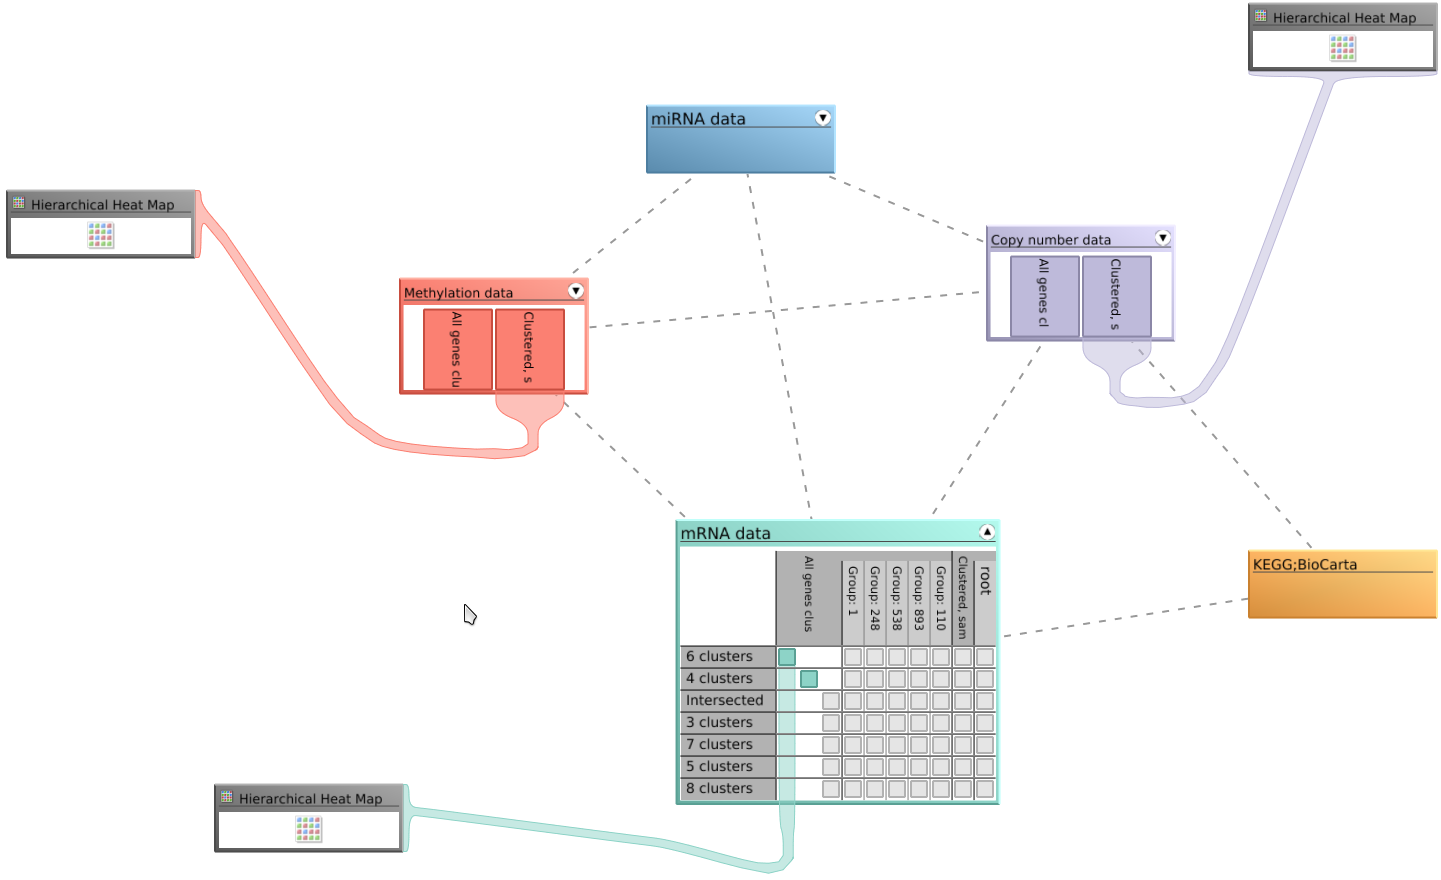 Hierarchical Heat Map
miRNA data
Hierarchical Heat Map
Copy number data
All genes cl
Clustered, s
Methylation data
All genes clu
Clustered, s
mRNA data
All genes clus
Group: 1
Group: 248
Group: 538
Group: 893
Group: 110
Clustered, sam
root
6 clusters
4 clusters
Intersected
3 clusters
7 clusters
5 clusters
8 clusters
KEGG;BioCarta
Hierarchical Heat Map